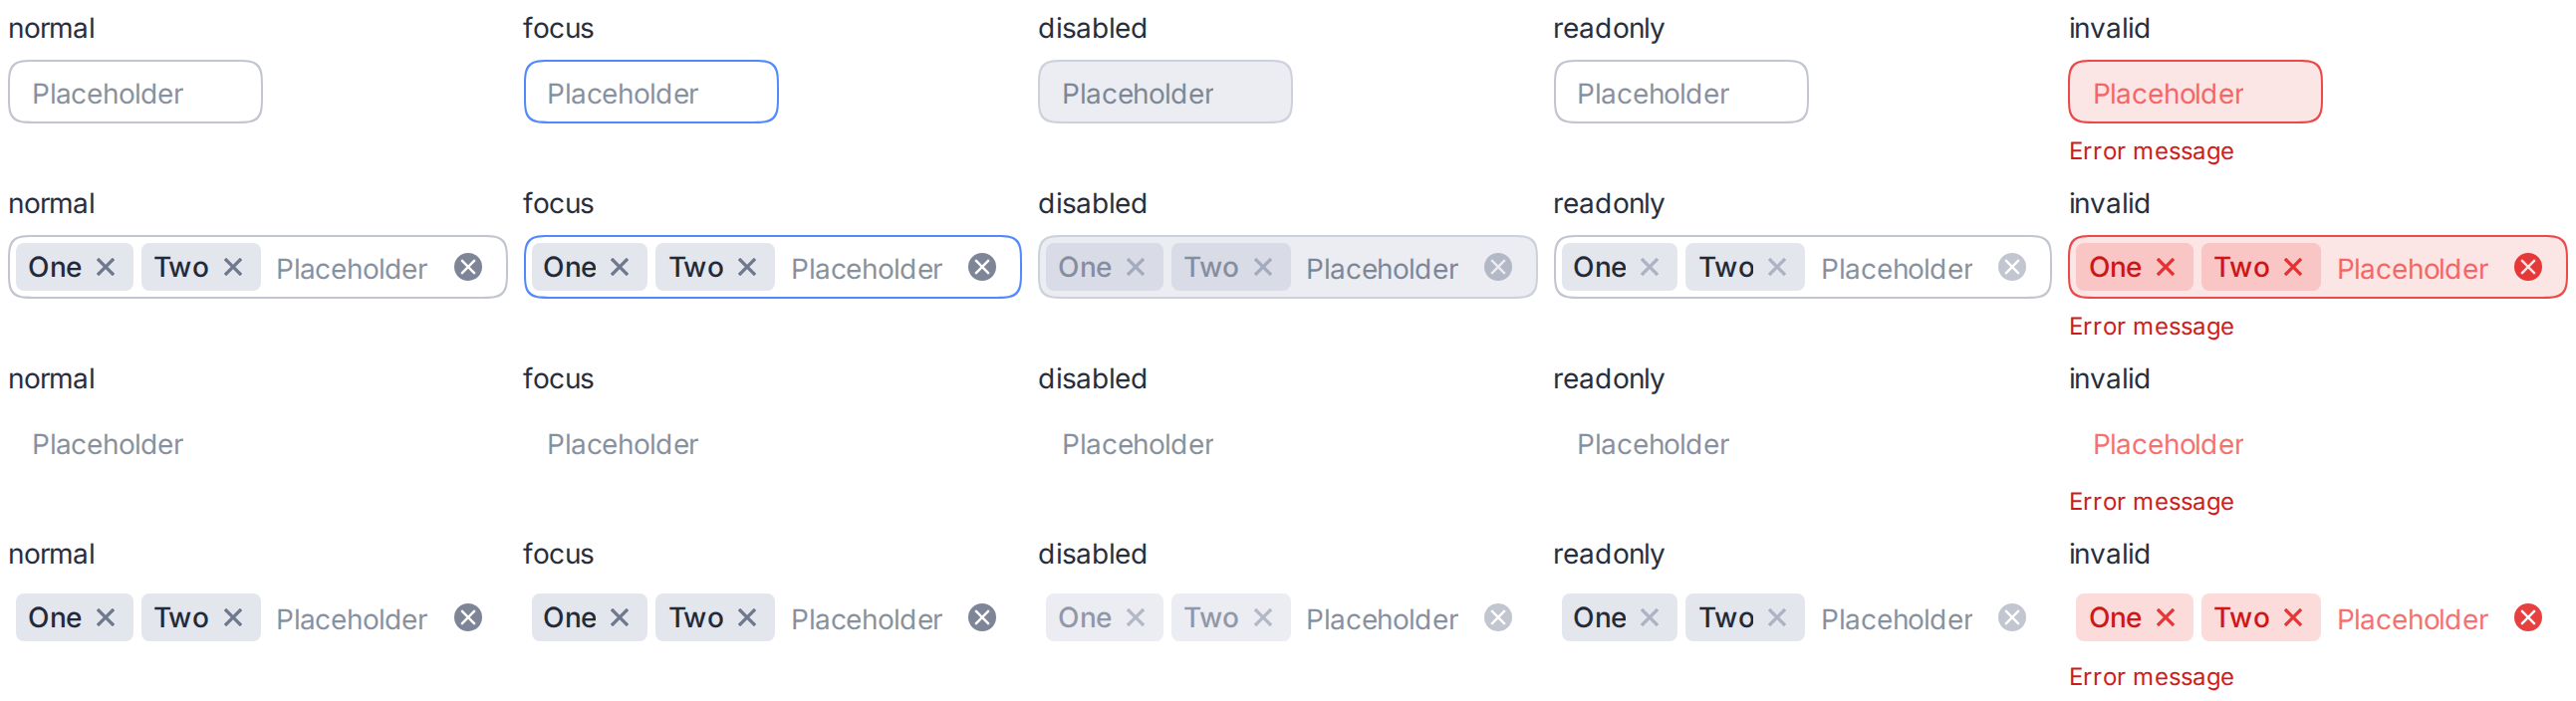 normal focus disabled readonly invalid
Placeholder Placeholder Placeholder Placeholder Placeholder
Error message
normal focus disabled readonly invalid
One Two Placeholder One Two Placeholder One Two Placeholder One Two Placeholder One Two Placeholder
Error message
normal focus disabled readonly invalid
Placeholder Placeholder Placeholder Placeholder Placeholder
Error message
normal focus disabled readonly invalid
One Two Placeholder One Two Placeholder One Two Placeholder One Two Placeholder One Two Placeholder
Error message